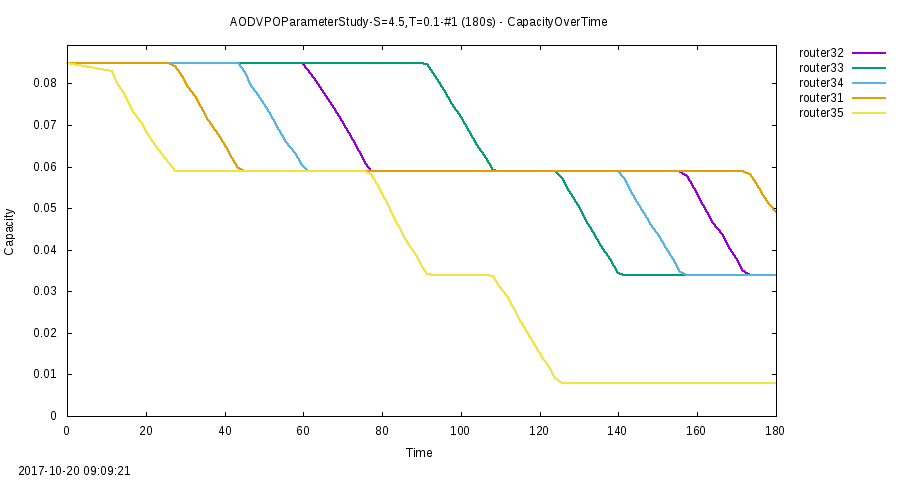 AODVPOParameterStudy-S=4.5,T=0.1-#1 (180s) - CapacityOverTime
router32
router33
router34
router31
router35
0.08
0.07
0.06
0.05
0.04
0.03
0.02
0.01
0
Capacity
0 20 40 60 80 100 120 140 160 180
Time
2017-10-20 09:09:21